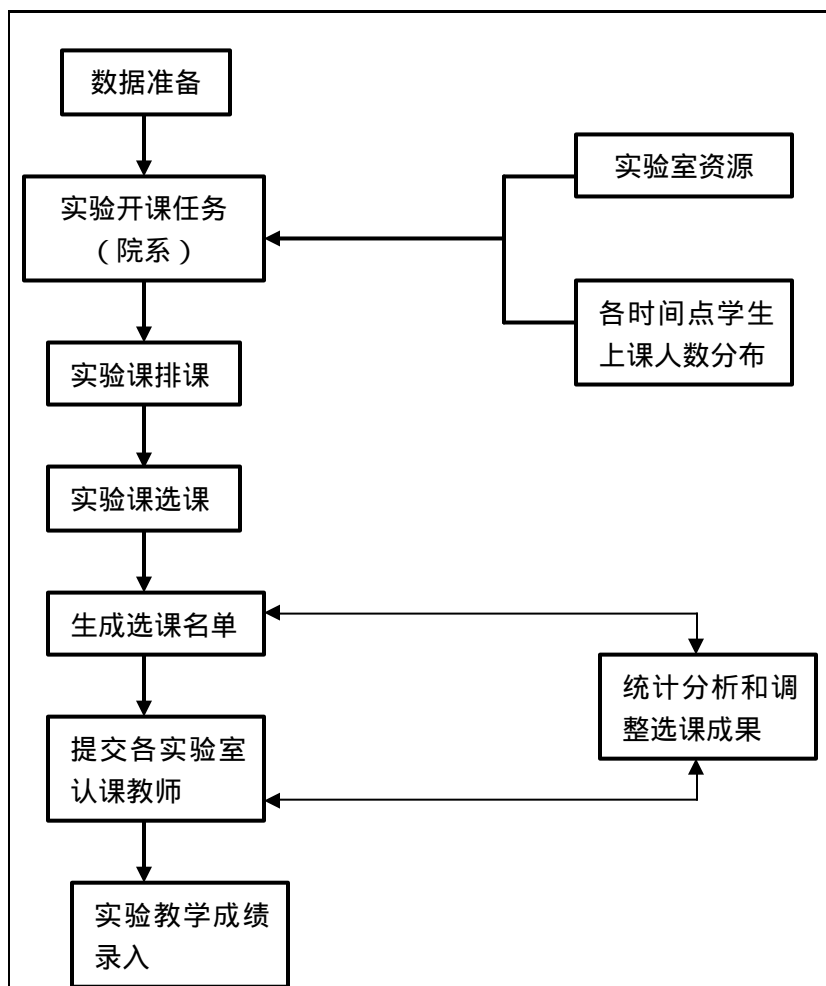 数据准备
实验开课任务
（院系）
实验室资源
各时间点学生
上课人数分布
实验课排课
实验课选课
生成选课名单
统计分析和调
整选课成果
提交各实验室
认课教师
实验教学成绩
录入